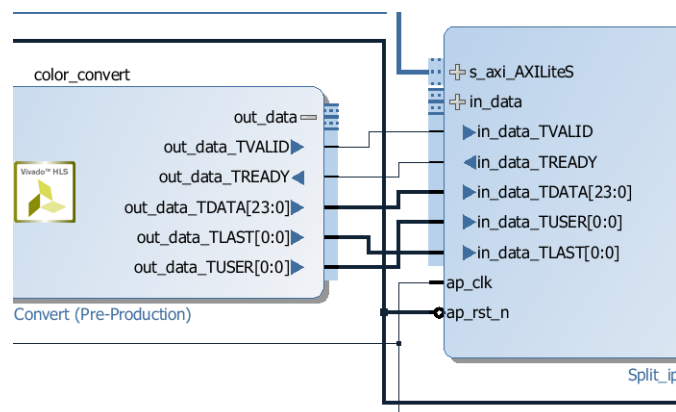 color_convert
out_data
out_data_TVALID
out_data_TREADY
out_data_TDATA[23:0]
out_data_TLAST[0:0]
out_data_TUSER[0:0]
Vivado™ HLS
Convert (Pre-Production)
s_axi_AXILiteS
in_data
in_data_TVALID
in_data_TREADY
in_data_TDATA[23:0]
in_data_TUSER[0:0]
in_data_TLAST[0:0]
ap_clk
ap_rst_n
Split_ip